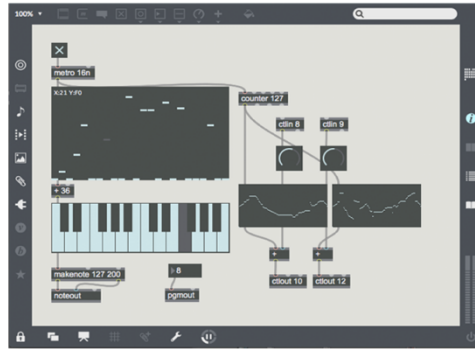 100%
metro 16n
X:21 Y:F0
counter 127
ctlin 8
ctlin 9
+ 36
+
+
makenote 127 200
8
ctlout 10
ctlout 12
noteout
pgmout